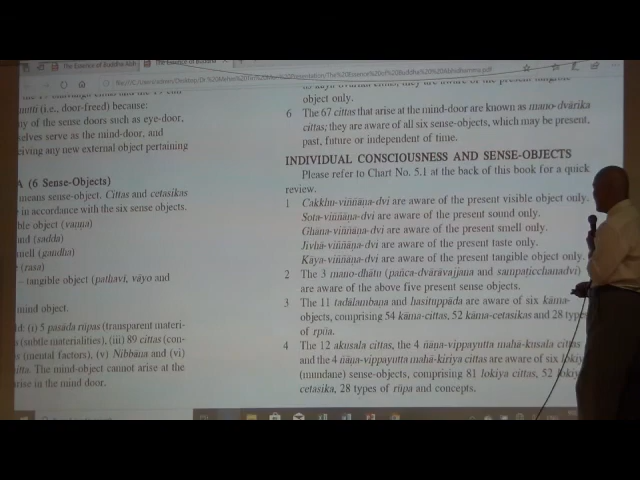 The Essence of Buddha Abhi
mutti (i.e., door-freed) because:
ny of the sense doors such as eye-door,
selves serve as the mind-door, and
eiving any new external object pertaining
A (6 Sense-Objects)
means sense-object. Cittas and cetasikas
in accordance with the six sense objects.
ble object (vanna)
nd (sadda)
smell (gandha)
(rasa)
– tangible object (pathavi, vāyo and
mind object.
ld: (i) 5 pasāda rūpas (transparent materi-
(subtle materialines), (iii) 89 cittas (con-
s (mental factors), (v) Nibbāna and (vi)
The mind-object cannot arise at the
arise in the mind door.
object only.
6 The 67 cittas that arise at the mind-door are known as mano-dvārika
cittas; they are aware of all six sense-objects, which may be present,
past, future or independent of time.
INDIVIDUAL CONSCIOUSNESS AND SENSE-OBJECTS
Please refer to Chart No. 5.1 at the back of this book for a quick
review.
1 Cakkhu-viññāṇa-dvi are aware of the present visible object only.
Sota-viññāṇa-dvi are aware of the present sound only.
Ghāna-viññāṇa-dvi are aware of the present smell only.
Jivhā-viññāṇa-dvi are aware of the present taste only.
Kāya-viññāṇa-dvi are aware of the present tangible object only.
2 The 3 mano-dhātu (pañca-dvārāvajjana and sampaṭicchanadvi)
are aware of the above five present sense objects.
3 The 11 tadālambaṇa and hasituppāda are aware of six kāma-
objects, comprising 54 kāma-cittas, 52 kāma-cetasikas and 28 types
of rūpa.
4 The 12 akusala cittas, the 4 ñāṇa-vippayutta mahā-kusala cittas
and the 4 ñāṇa-vippayutta mahā-kiriya cittas are aware of six lokiya
(mundane) sense-objects, comprising 81 lokiya cittas, 52 lokiya
cetasika, 28 types of rūpa and concepts.